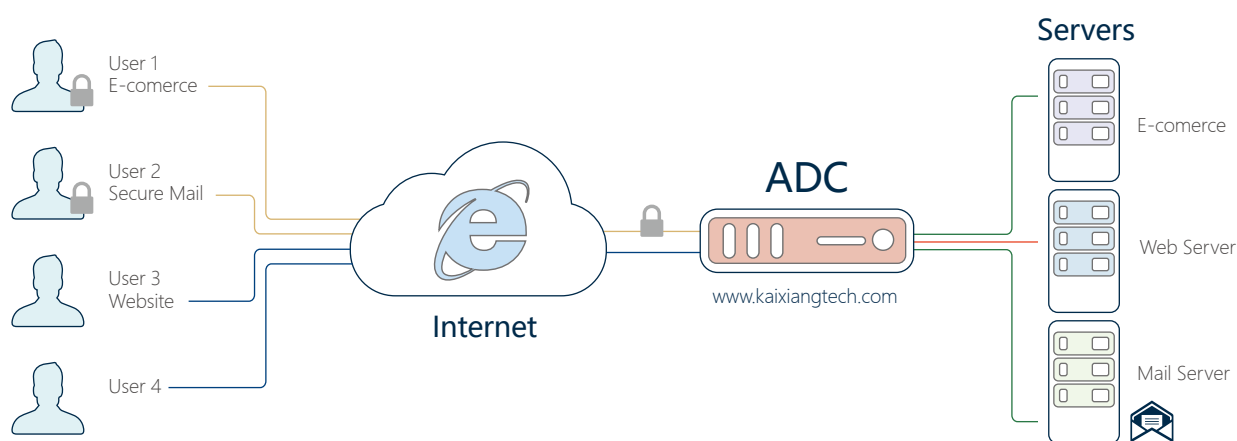 Servers
User 1
E-comerce
User 2
Secure Mail
User 3
Website
User 4
Internet
ADC
www.kaixiangtech.com
E-comerce
Web Server
Mail Server